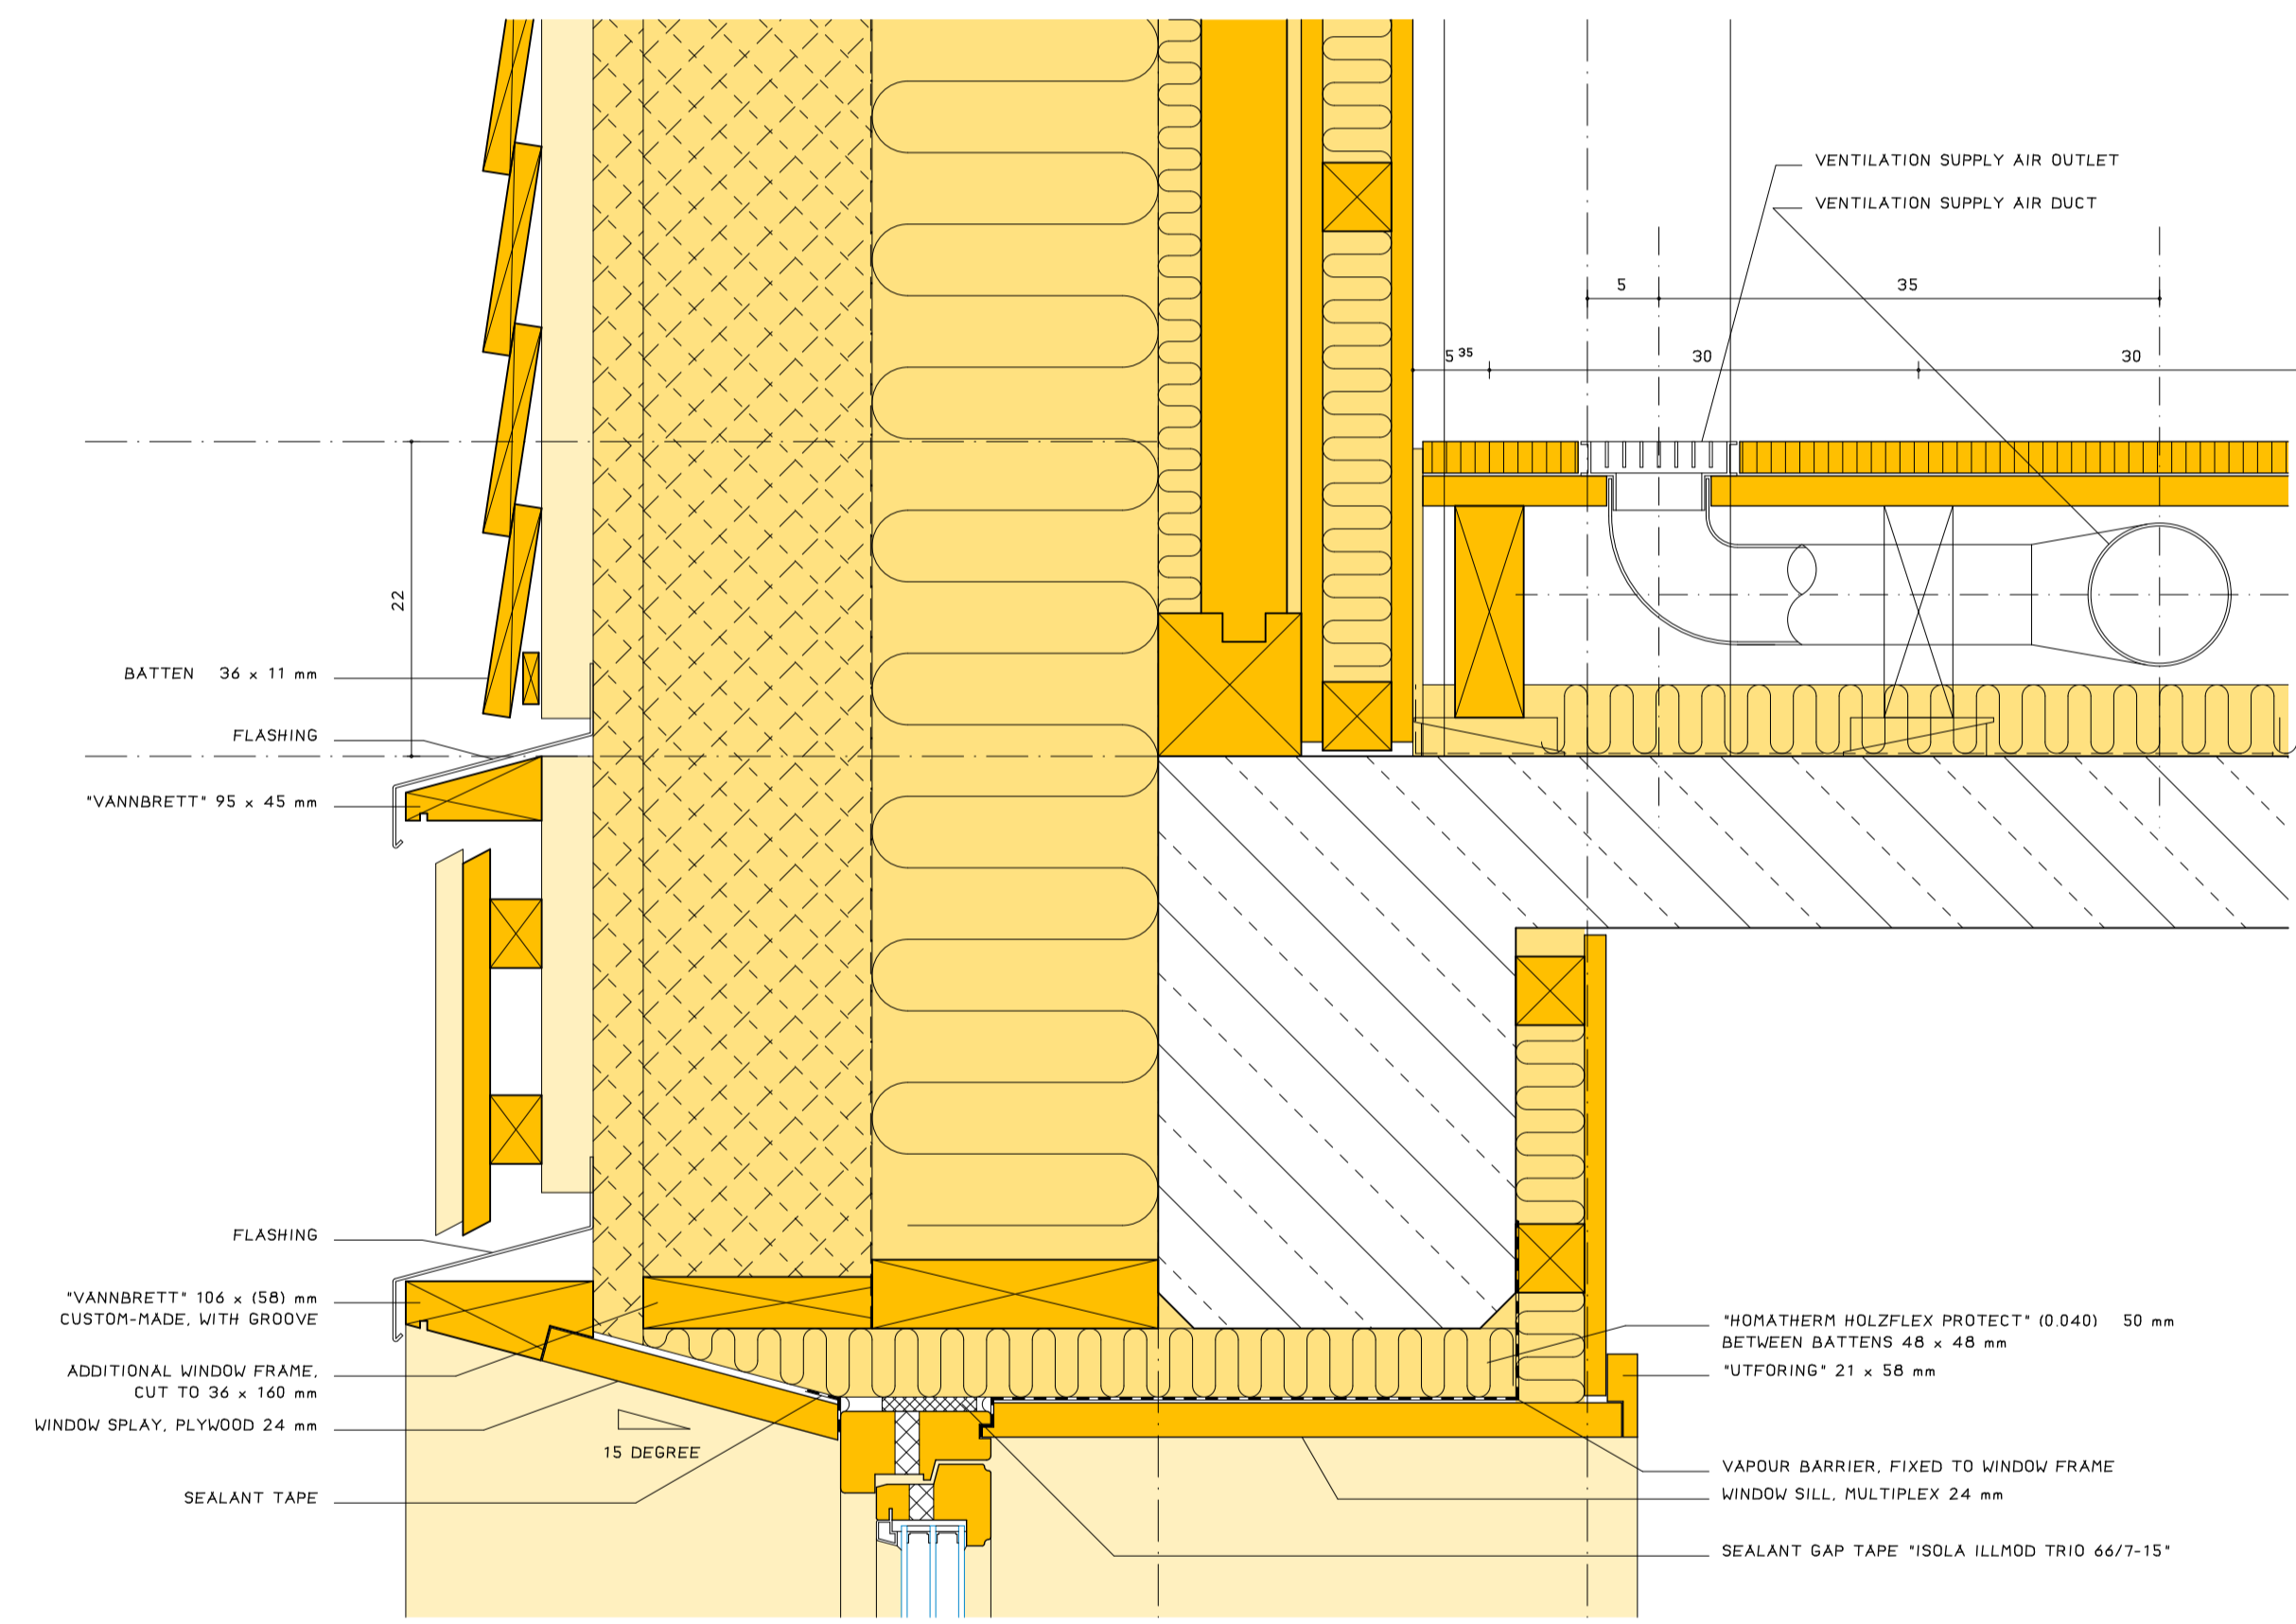 VENTILATION SUPPLY AIR OUTLET
VENTILATION SUPPLY AIR DUCT
5 35
5 35 30 30
22
BATTEN 36 x 11 mm
FLASHING
"VANNBRETT" 95 x 45 mm
FLASHING
"VANNBRETT" 106 x (58) mm
CUSTOM-MADE, WITH GROOVE
ADDITIONAL WINDOW FRAME,
CUT TO 36 x 160 mm
WINDOW SPLAY, PLYWOOD 24 mm
15 DEGREE
SEALANT TAPE
"HOMATHERM HOLZFLEX PROTECT" (0.040) 50 mm
BETWEEN BATTENS 48 x 48 mm
"UTFORING" 21 x 58 mm
VAPOUR BARRIER, FIXED TO WINDOW FRAME
WINDOW SILL, MULTIPLEX 24 mm
SEALANT GAP TAPE "ISOLA ILLMOD TRIO 66/7-15"